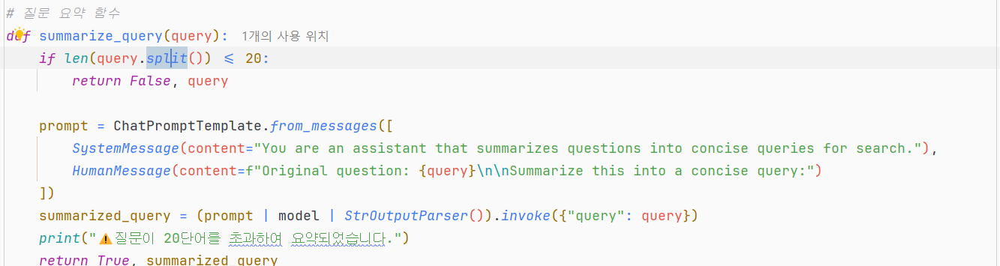 # 질문 요약 함수
def summarize_query(query): 1개의 사용 위치
if len(query.split()) <= 20:
return False, query
prompt = ChatPromptTemplate.from_messages([
SystemMessage(content="You are an assistant that summarizes questions into concise queries for search."),
HumanMessage(content=f"Original question: {query}\n\nSummarize this into a concise query:")
])
summarized_query = (prompt | model | StrOutputParser()).invoke({"query": query})
print("⚠️질문이 20단어를 초과하여 요약되었습니다.")
return True, summarized_query